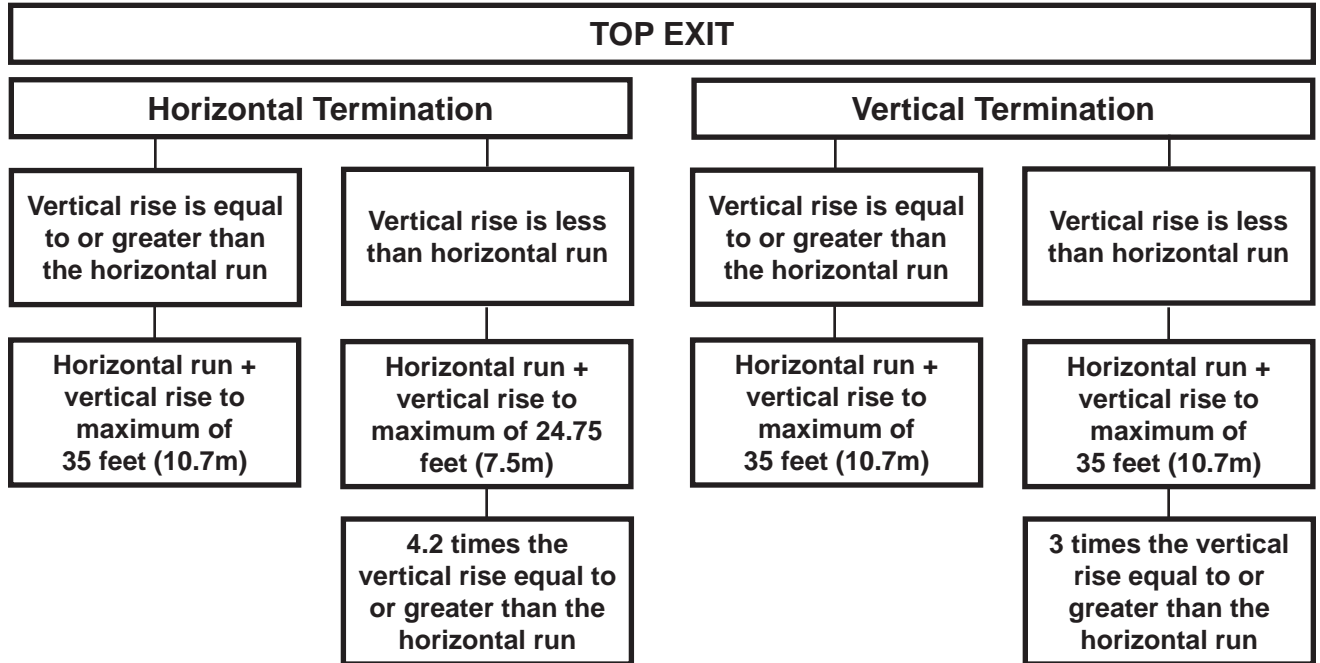 TOP EXIT
Horizontal Termination
Vertical rise is equal
to or greater than
the horizontal run
Horizontal run +
vertical rise to
maximum of
35 feet (10.7m)
Vertical rise is less
than horizontal run
Horizontal run +
vertical rise to
maximum of 24.75
feet (7.5m)
4.2 times the
vertical rise equal to
or greater than the
horizontal run
Vertical Termination
Vertical rise is equal
to or greater than
the horizontal run
Horizontal run +
vertical rise to
maximum of
35 feet (10.7m)
Vertical rise is less
than horizontal run
Horizontal run +
vertical rise to
maximum of
35 feet (10.7m)
3 times the vertical
rise equal to or
greater than the
horizontal run